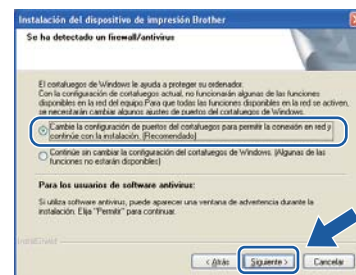 Instalación del dispositivo de impresión Brother
Se ha detectado un firewall/antivirus
El cortafuegos de Windows le ayuda a proteger su ordenador.
Con la configuración de cortafuegos actual, no funcionarán algunas de las funciones
disponibles en la red del equipo.Para que todas las funciones disponibles en la red se activen,
se necesitarán cambiar algunos ajustes de puertos del cortafuegos de Windows.
Cambie la configuración de puertos del cortafuegos para permitir la conexión en red y
continúe con la instalación. (Recomendado)
Continúe sin cambiar la configuración del cortafuegos de Windows. (Algunas de las
funciones no estarán disponibles)
Para los usuarios de software antivirus:
Si utiliza software antivirus, puede aparecer una ventana de advertencia durante la
instalación. Elija "Permitir" para continuar.
InstallShield
< Atrás Siguiente > Cancelar